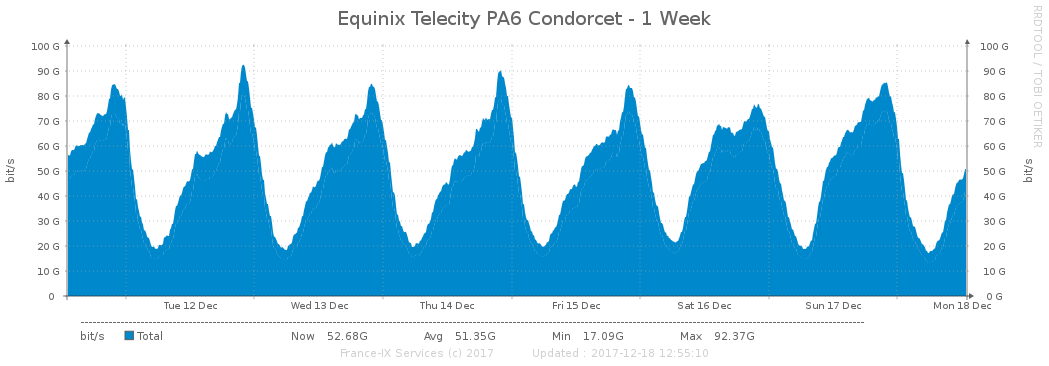 Equinix Telecity PA6 Condorcet - 1 Week
RRDTOOL / TOBI OETIKER
100 G 100 G
90 G 90 G
80 G 80 G
70 G 70 G
60 G 60 G
50 G 50 G
40 G 40 G
30 G 30 G
20 G 20 G
10 G 10 G
0 0 G
bit/s
bit/s
Tue 12 Dec Wed 13 Dec Thu 14 Dec Fri 15 Dec Sat 16 Dec Sun 17 Dec Mon 18 Dec
bit/s Total Now 52.68G Avg 51.35G Min 17.09G Max 92.37G
France-IX Services (c) 2017 Updated : 2017-12-18 12:55:10